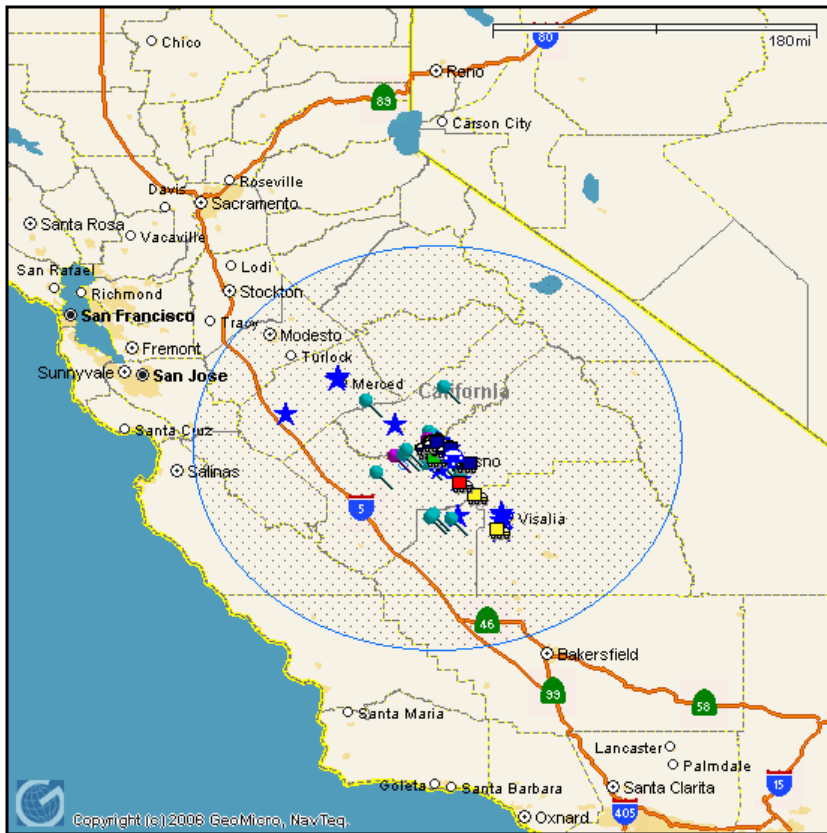 80
180mi
Chico
Reno
89
Carson City
Roseville
Davis
Sacramento
Santa Rosa
Vacaville
Lodi
San Rafael
Richmond
Stockton
San Francisco
Tracy
Modesto
Fremont
Turlock
Sunnyvale
San Jose
Merced
California
Santa Cruz
Salinas
5
Visalia
46
Bakersfield
99
58
Santa Maria
Lancaster
Palmdale
Goleta
Santa Barbara
Santa Clarita
15
405
Oxnard
Copyright (c) 2006 GeoMicro, NavTeq.